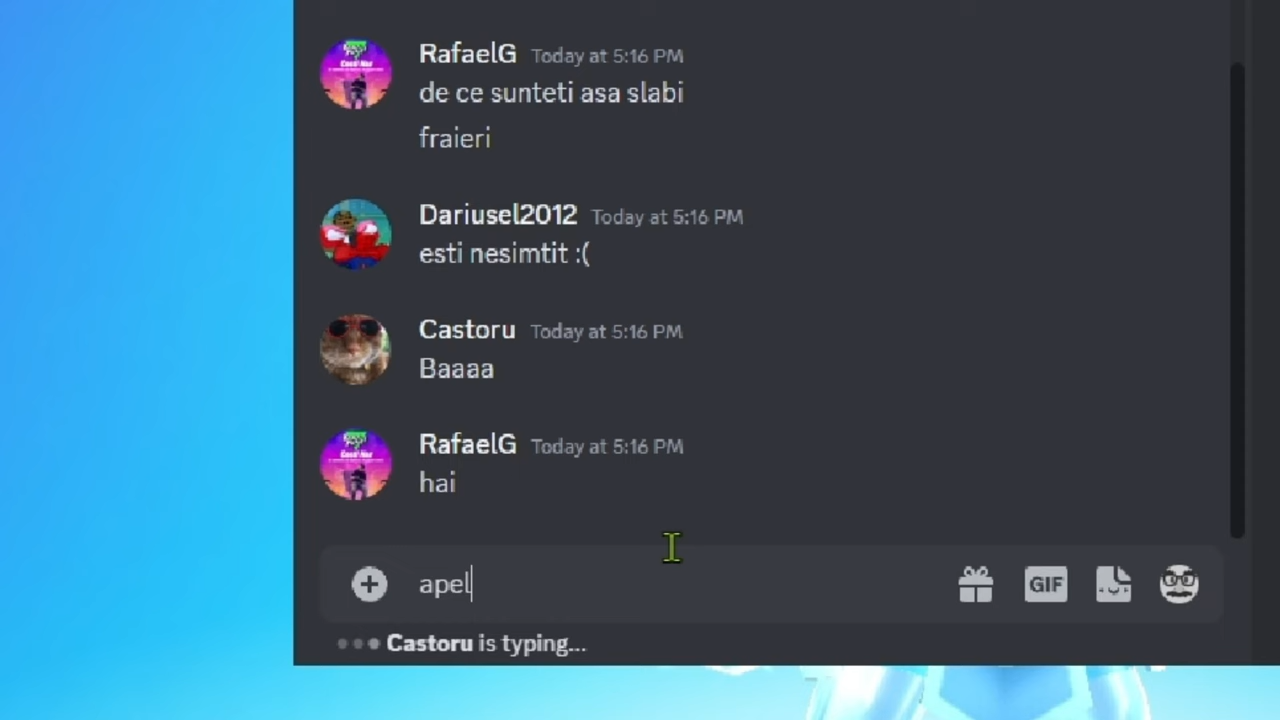 RafaelG Today at 5:16 PM
de ce sunteti asa slabi
fraieri
Dariusel2012 Today at 5:16 PM
esti nesimtit :(
Castoru Today at 5:16 PM
Baaaa
RafaelG Today at 5:16 PM
hai
apel
GIF
Castoru is typing...